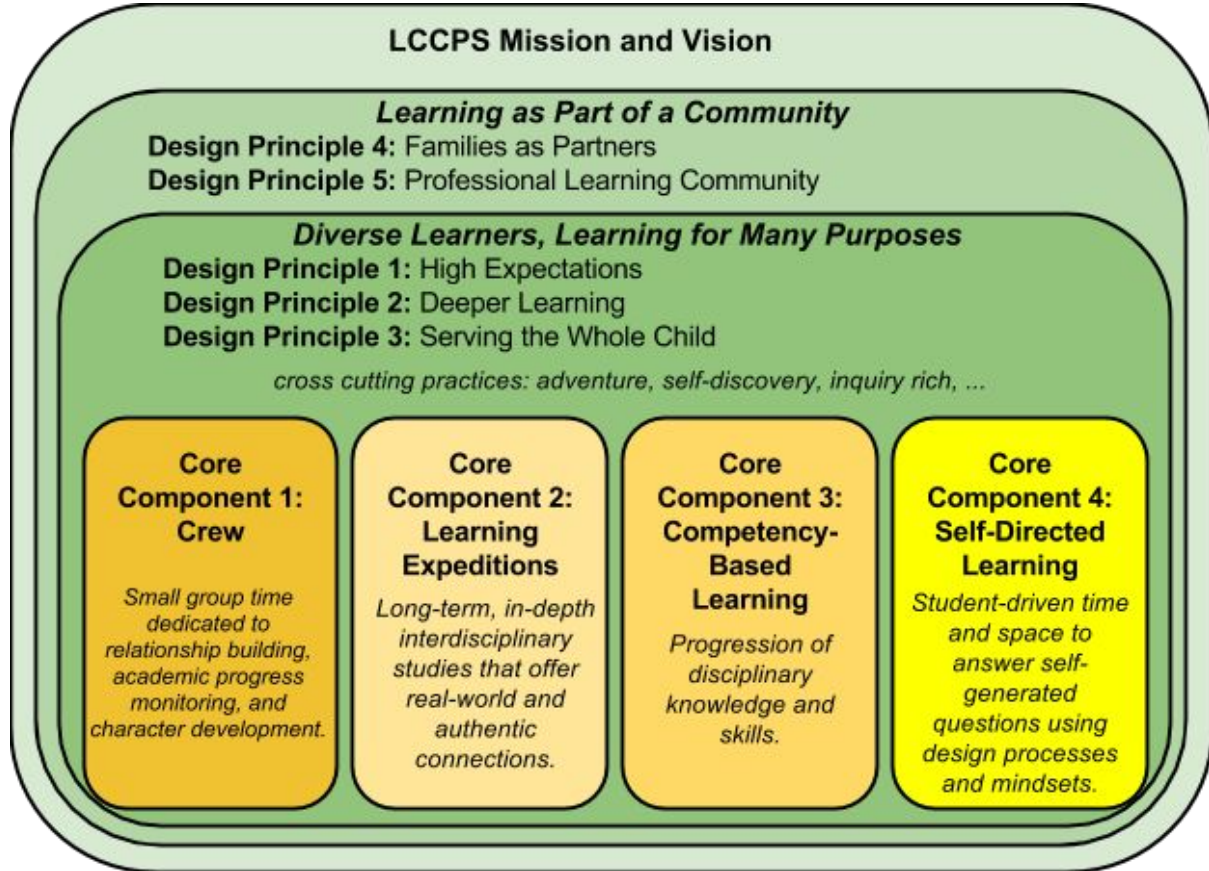 LCCPS Mission and Vision
Learning as Part of a Community
Design Principle 4: Families as Partners
Design Principle 5: Professional Learning Community
Diverse Learners, Learning for Many Purposes
Design Principle 1: High Expectations
Design Principle 2: Deeper Learning
Design Principle 3: Serving the Whole Child
cross cutting practices: adventure, self-discovery, inquiry rich, ...
Core
Component 1:
Crew
Small group time
dedicated to
relationship building,
academic progress
monitoring, and
character development.
Core
Component 2:
Learning
Expeditions
Long-term, in-depth
interdisciplinary
studies that offer
real-world and
authentic
connections.
Core
Component 3:
Competency-
Based
Learning
Progression of
disciplinary
knowledge and
skills.
Core
Component 4:
Self-Directed
Learning
Student-driven time
and space to
answer self-
generated
questions using
design processes
and mindsets.